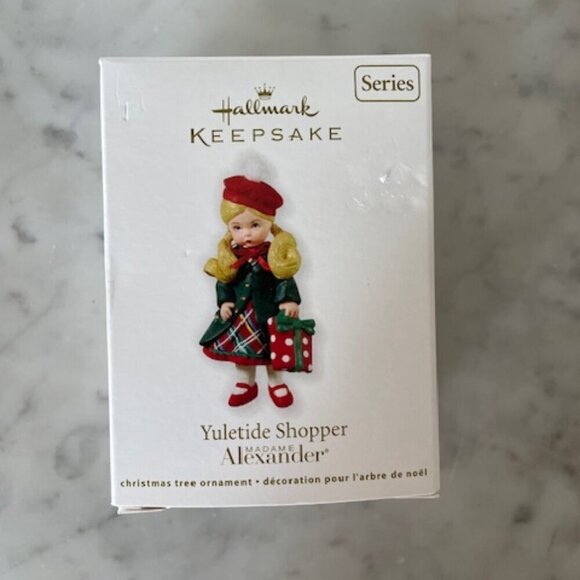 Series
Hallmark
KEEPSAKE
Yuletide Shopper
MADAME
Alexander®
christmas tree ornament • décoration pour l'arbre de noël